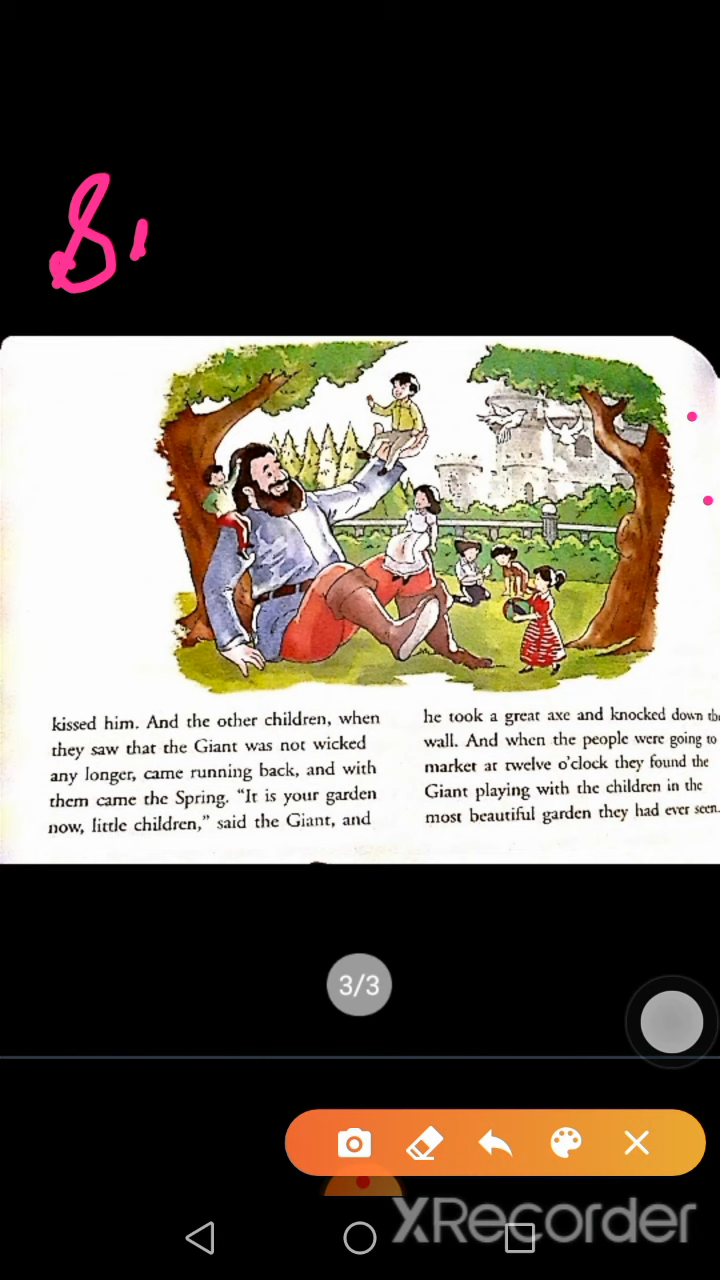 8.
kissed him. And the other children, when
they saw that the Giant was not wicked
any longer, came running back, and with
them came the Spring. "It is your garden
now, little children," said the Giant, and
he took a great axe and knocked down the
wall. And when the people were going to
market at twelve o'clock they found the
Giant playing with the children in the
most beautiful garden they had ever seen.
3/3
XRecorder